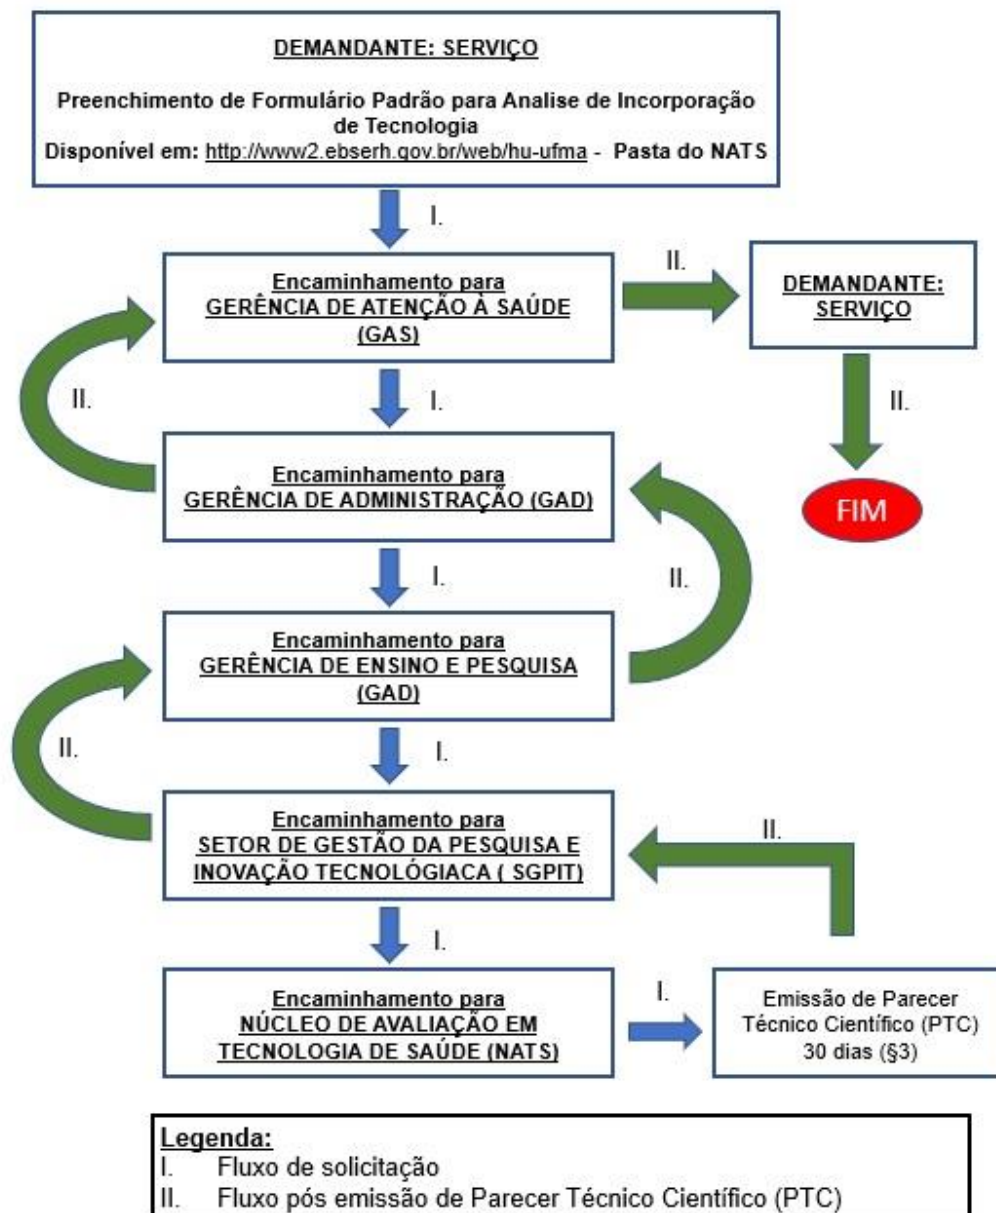 DEMANDANTE: SERVIÇO
Preenchimento de Formulário Padrão para Analise de Incorporação
de Tecnologia
Disponível em: http://www2.ebserh.gov.br/web/hu-ufma - Pasta do NATS
I.
Encaminhamento para
GERÊNCIA DE ATENÇÃO À SAÚDE
(GAS)
II.
DEMANDANTE:
SERVIÇO
II.
I.
II.
Encaminhamento para
GERÊNCIA DE ADMINISTRAÇÃO (GAD)
FIM
I.
II.
Encaminhamento para
GERÊNCIA DE ENSINO E PESQUISA
(GAD)
II.
I.
Encaminhamento para
SETOR DE GESTÃO DA PESQUISA E
INOVAÇÃO TECNOLÓGIACA ( SGPIT)
II.
I.
Encaminhamento para
NÚCLEO DE AVALIAÇÃO EM
TECNOLOGIA DE SAÚDE (NATS)
I.
Emissão de Parecer
Técnico Científico (PTC)
30 dias (§3)
Legenda:
I. Fluxo de solicitação
II. Fluxo pós emissão de Parecer Técnico Científico (PTC)